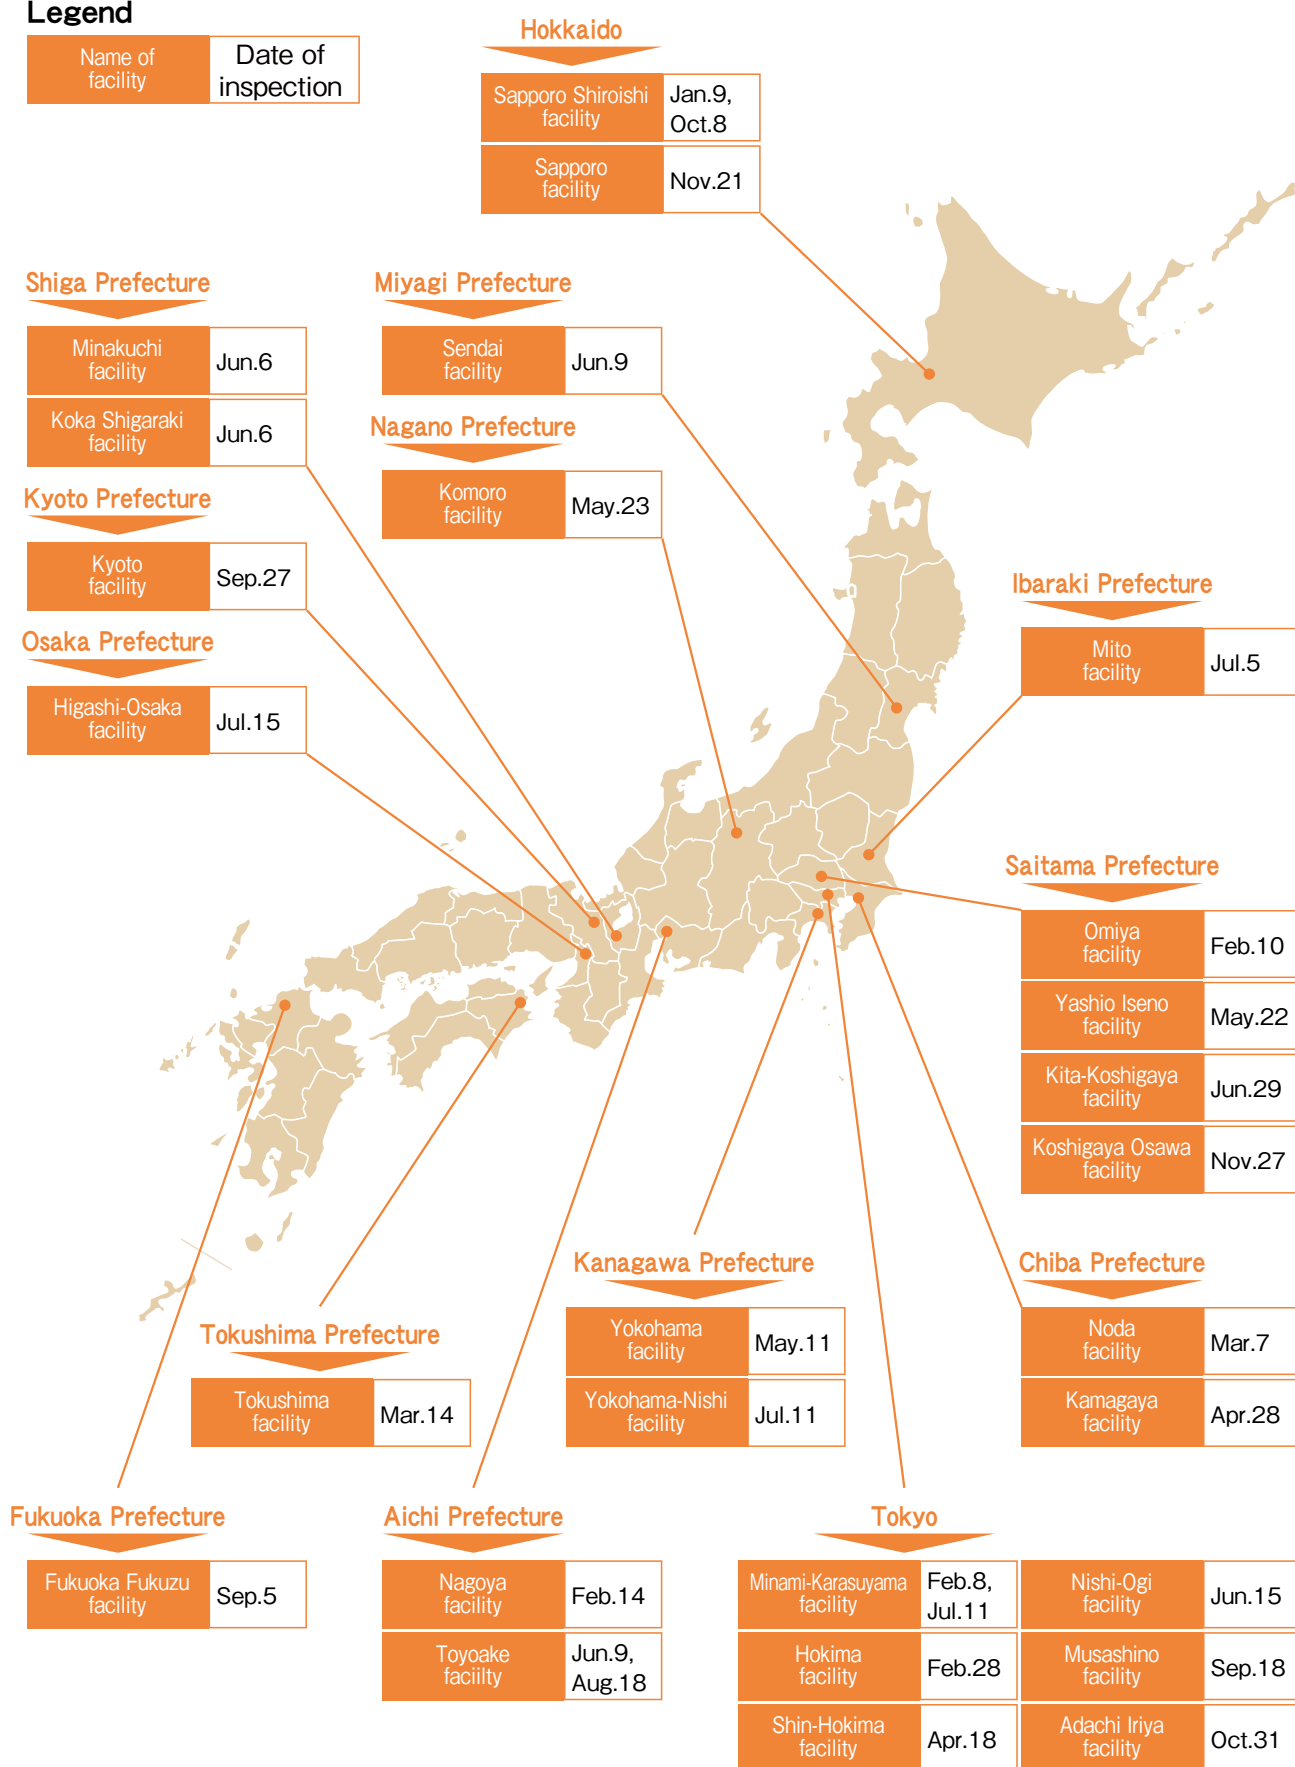 Legend
Name of
facility
Date of
inspection
Hokkaido
Sapporo Shiroishi
facility
Jan.9,
Oct.8
Sapporo
facility
Nov.21
Shiga Prefecture
Minakuchi
facility
Jun.6
Koka Shigaraki
facility
Jun.6
Kyoto Prefecture
Kyoto
facility
Sep.27
Osaka Prefecture
Higashi-Osaka
facility
Jul.15
Miyagi Prefecture
Sendai
facility
Jun.9
Nagano Prefecture
Komoro
facility
May.23
Ibaraki Prefecture
Mito
facility
Jul.5
Saitama Prefecture
Omiya
facility
Feb.10
Yashio Iseno
facility
May.22
Kita-Koshigaya
facility
Jun.29
Koshigaya Osawa
facility
Nov.27
Kanagawa Prefecture
Yokohama
facility
May.11
Yokohama-Nishi
facility
Jul.11
Chiba Prefecture
Noda
facility
Mar.7
Kamagaya
facility
Apr.28
Tokushima Prefecture
Tokushima
facility
Mar.14
Fukuoka Prefecture
Fukuoka Fukuzu
facility
Sep.5
Aichi Prefecture
Nagoya
facility
Feb.14
Toyoake
faciilty
Jun.9,
Aug.18
Tokyo
Minami-Karasuyama
facility
Feb.8,
Jul.11
Nishi-Ogi
facility
Jun.15
Hokima
facility
Feb.28
Musashino
facility
Sep.18
Shin-Hokima
facility
Apr.18
Adachi Iriya
facility
Oct.31